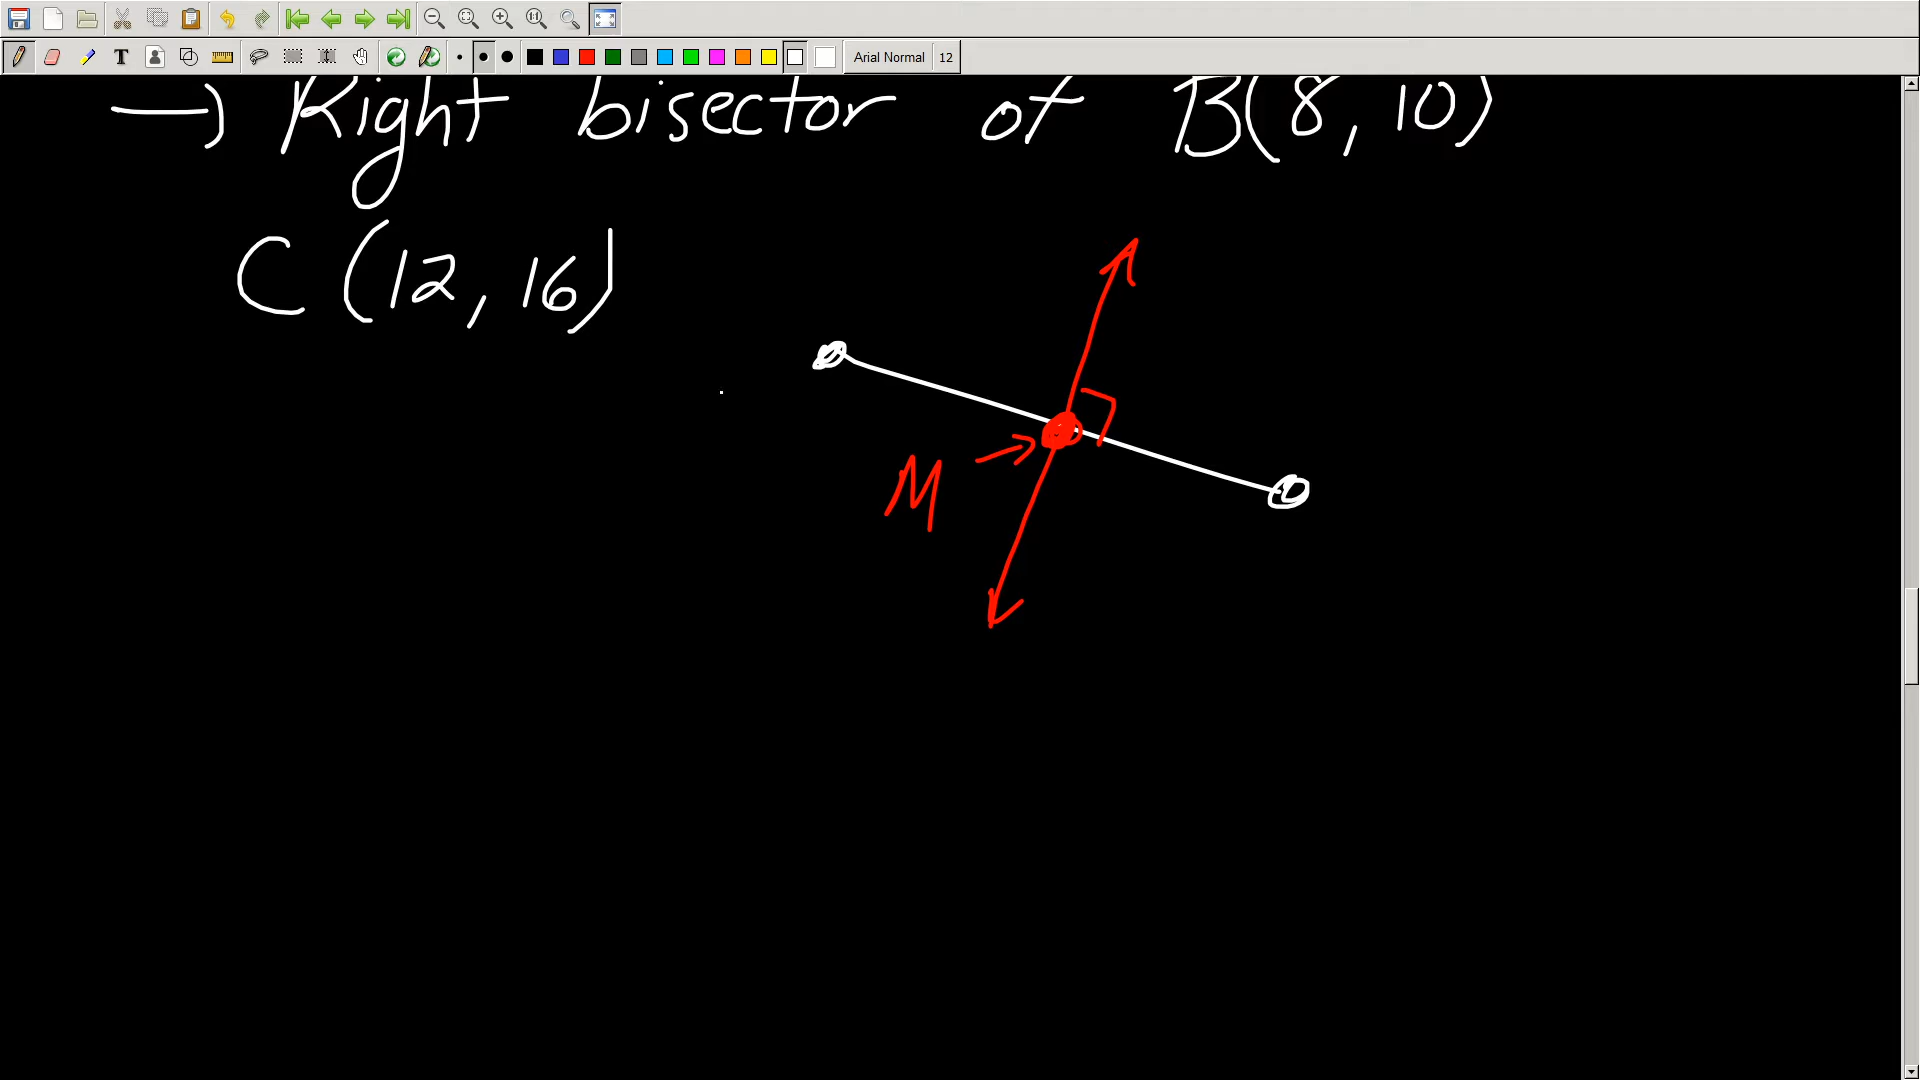 Arial Normal 12
→ Right bisector of B(8, 10)
C (12, 16)
M →